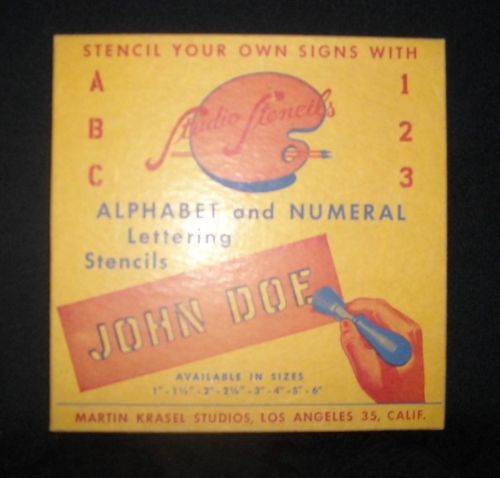 STENCIL YOUR OWN SIGNS WITH
A 1
Studio Stencils
B 2
C 3
ALPHABET and NUMERAL
Lettering
Stencils
JOHN DOE
AVAILABLE IN SIZES
1" - 1½" - 2" - 2½" - 3" - 4" - 5" - 6"
MARTIN KRASEL STUDIOS, LOS ANGELES 35, CALIF.